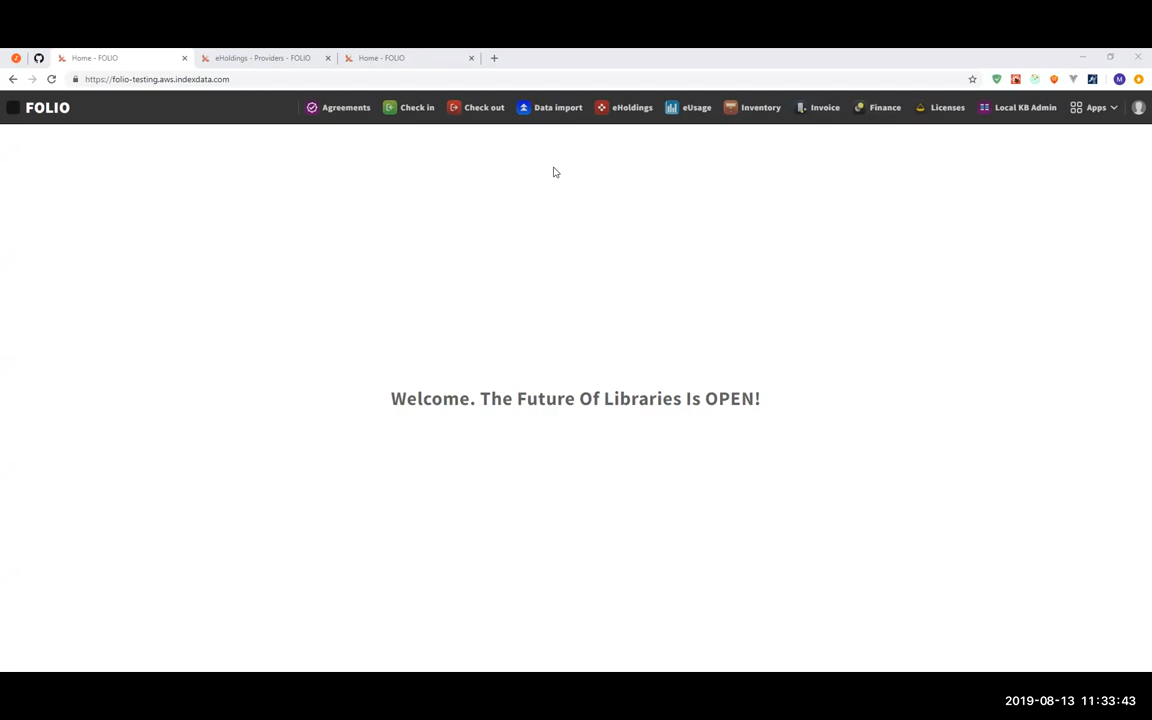 Home - FOLIO
eHoldings - Providers - FOLIO
Home - FOLIO
https://folio-testing.aws.indexdata.com
M
FOLIO
Agreements
Check in
Check out
Data import
eHoldings
eUsage
Inventory
Invoice
Finance
Licenses
Local KB Admin
Apps
Welcome. The Future Of Libraries Is OPEN!
2019-08-13 11:33:43